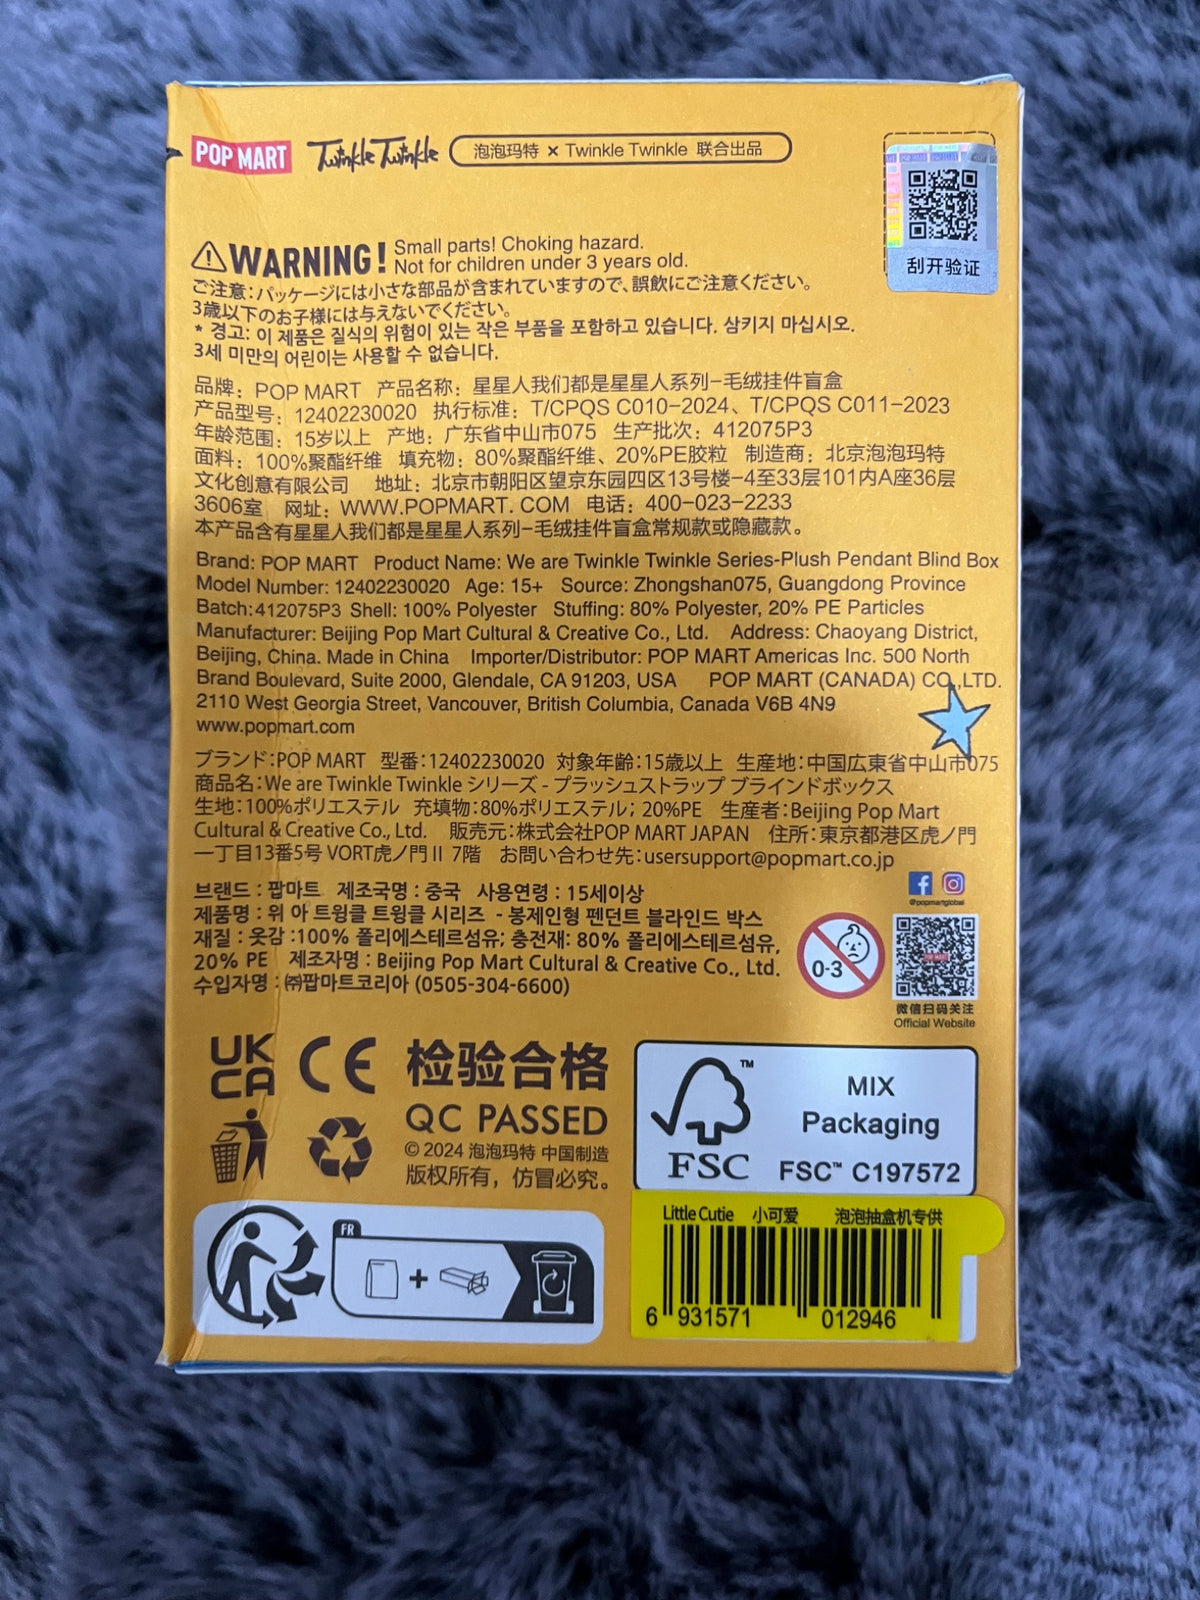 POP MART Twinkle Twinkle 泡泡玛特 × Twinkle Twinkle 联合出品
刮开验证
WARNING! Small parts! Choking hazard.
Not for children under 3 years old.
ご注意:パッケージには小さな部品が含まれていますので、誤飲にご注意ください。
3歳以下のお子様には与えないでください。
* 경고: 이 제품은 질식의 위험이 있는 작은 부품을 포함하고 있습니다. 삼키지 마십시오.
3세 미만의 어린이는 사용할 수 없습니다.
品牌: POP MART 产品名称: 星星人我们都是星星人系列-毛绒挂件盲盒
产品型号: 12402230020 执行标准: T/CPQS C010-2024、T/CPQS C011-2023
年龄范围: 15岁以上 产地: 广东省中山市075 生产批次: 412075P3
面料: 100%聚酯纤维 填充物: 80%聚酯纤维、20%PE胶粒 制造商: 北京泡泡玛特
文化创意有限公司 地址: 北京市朝阳区望京东园四区13号楼-4至33层101内A座36层
3606室 网址: WWW.POPMART.COM 电话: 400-023-2233
本产品含有星星人我们都是星星人系列-毛绒挂件盲盒常规款或隐藏款。
Brand: POP MART Product Name: We are Twinkle Twinkle Series-Plush Pendant Blind Box
Model Number: 12402230020 Age: 15+ Source: Zhongshan075, Guangdong Province
Batch:412075P3 Shell: 100% Polyester Stuffing: 80% Polyester, 20% PE Particles
Manufacturer: Beijing Pop Mart Cultural & Creative Co., Ltd. Address: Chaoyang District,
Beijing, China. Made in China Importer/Distributor: POP MART Americas Inc. 500 North
Brand Boulevard, Suite 2000, Glendale, CA 91203, USA POP MART (CANADA) CO.,LTD.
2110 West Georgia Street, Vancouver, British Columbia, Canada V6B 4N9
www.popmart.com
ブランド:POP MART 型番:12402230020 対象年齢:15歳以上 生産地:中国広東省中山市075
商品名:We are Twinkle Twinkle シリーズ - プラッシュストラップ ブラインドボックス
生地:100%ポリエステル 充填物:80%ポリエステル; 20%PE 生産者:Beijing Pop Mart
Cultural & Creative Co., Ltd. 販売元:株式会社POP MART JAPAN 住所:東京都港区虎ノ門
一丁目13番5号 VORT虎ノ門II 7階 お問い合わせ先:usersupport@popmart.co.jp
브랜드 : 팝마트 제조국명 : 중국 사용연령 : 15세이상
제품명 : 위 아 트윙클 트윙클 시리즈 - 봉제인형 펜던트 블라인드 박스
재질 : 옷감 :100% 폴리에스테르섬유; 충전재: 80% 폴리에스테르섬유,
20% PE 제조자명 : Beijing Pop Mart Cultural & Creative Co., Ltd.
수입자명 : ㈜팝마트코리아 (0505-304-6600)
@popmartglobal
0-3
POP MART
微信扫码关注
Official Website
UK
CA
CE
检验合格
QC PASSED
© 2024 泡泡玛特 中国制造
版权所有，仿冒必究。
FSC™
MIX
Packaging
FSC™ C197572
FR
Little Cutie 小可爱 泡泡抽盒机专供
6 931571 012946